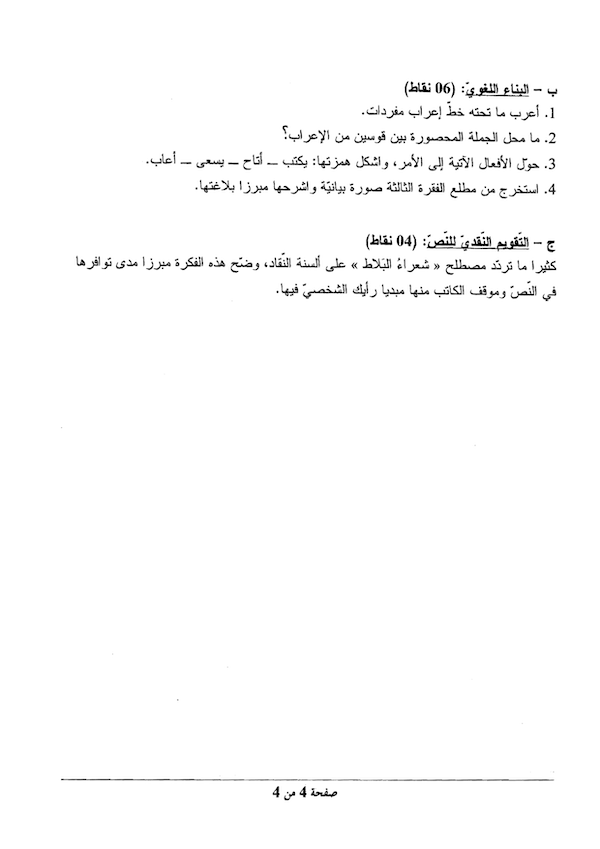 ب – البناء اللغويّ: (06 نقاط)
1. أعرب ما تحته خطّ إعراب مفردات.
2. ما محل الجملة المحصورة بين قوسين من الإعراب؟
3. حوّل الأفعال الآتية إلى الأمر، واشكل همزتها: يكتب ـــ أتاح ـــ يسعى ـــ أعاب.
4. استخرج من مطلع الفقرة الثالثة صورة بيانيّة واشرحها مبرزا بلاغتها.
ج – التّقويم النّقديّ للنّصّ: (04 نقاط)
كثيرا ما تردّد مصطلح « شعراءُ البَلاط » على ألسنة النّقاد، وضّح هذه الفكرة مبرزا مدى توافرها
في النّصّ وموقف الكاتب منها مبديا رأيك الشخصيّ فيها.
صفحة 4 من 4